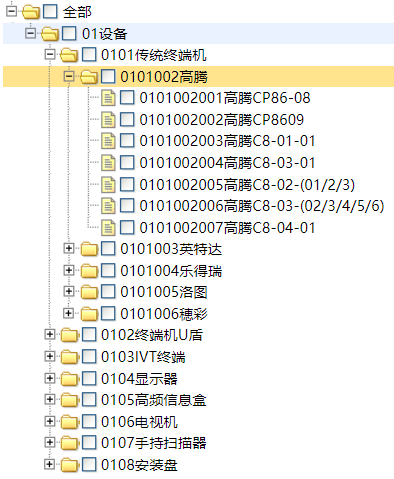 全部
01设备
0101传统终端机
0101002高腾
0101002001高腾CP86-08
0101002002高腾CP8609
0101002003高腾C8-01-01
0101002004高腾C8-03-01
0101002005高腾C8-02-(01/2/3)
0101002006高腾C8-03-(02/3/4/5/6)
0101002007高腾C8-04-01
0101003英特达
0101004乐得瑞
0101005洛图
0101006穗彩
0102终端机U盾
0103IVT终端
0104显示器
0105高频信息盒
0106电视机
0107手持扫描器
0108安装盘